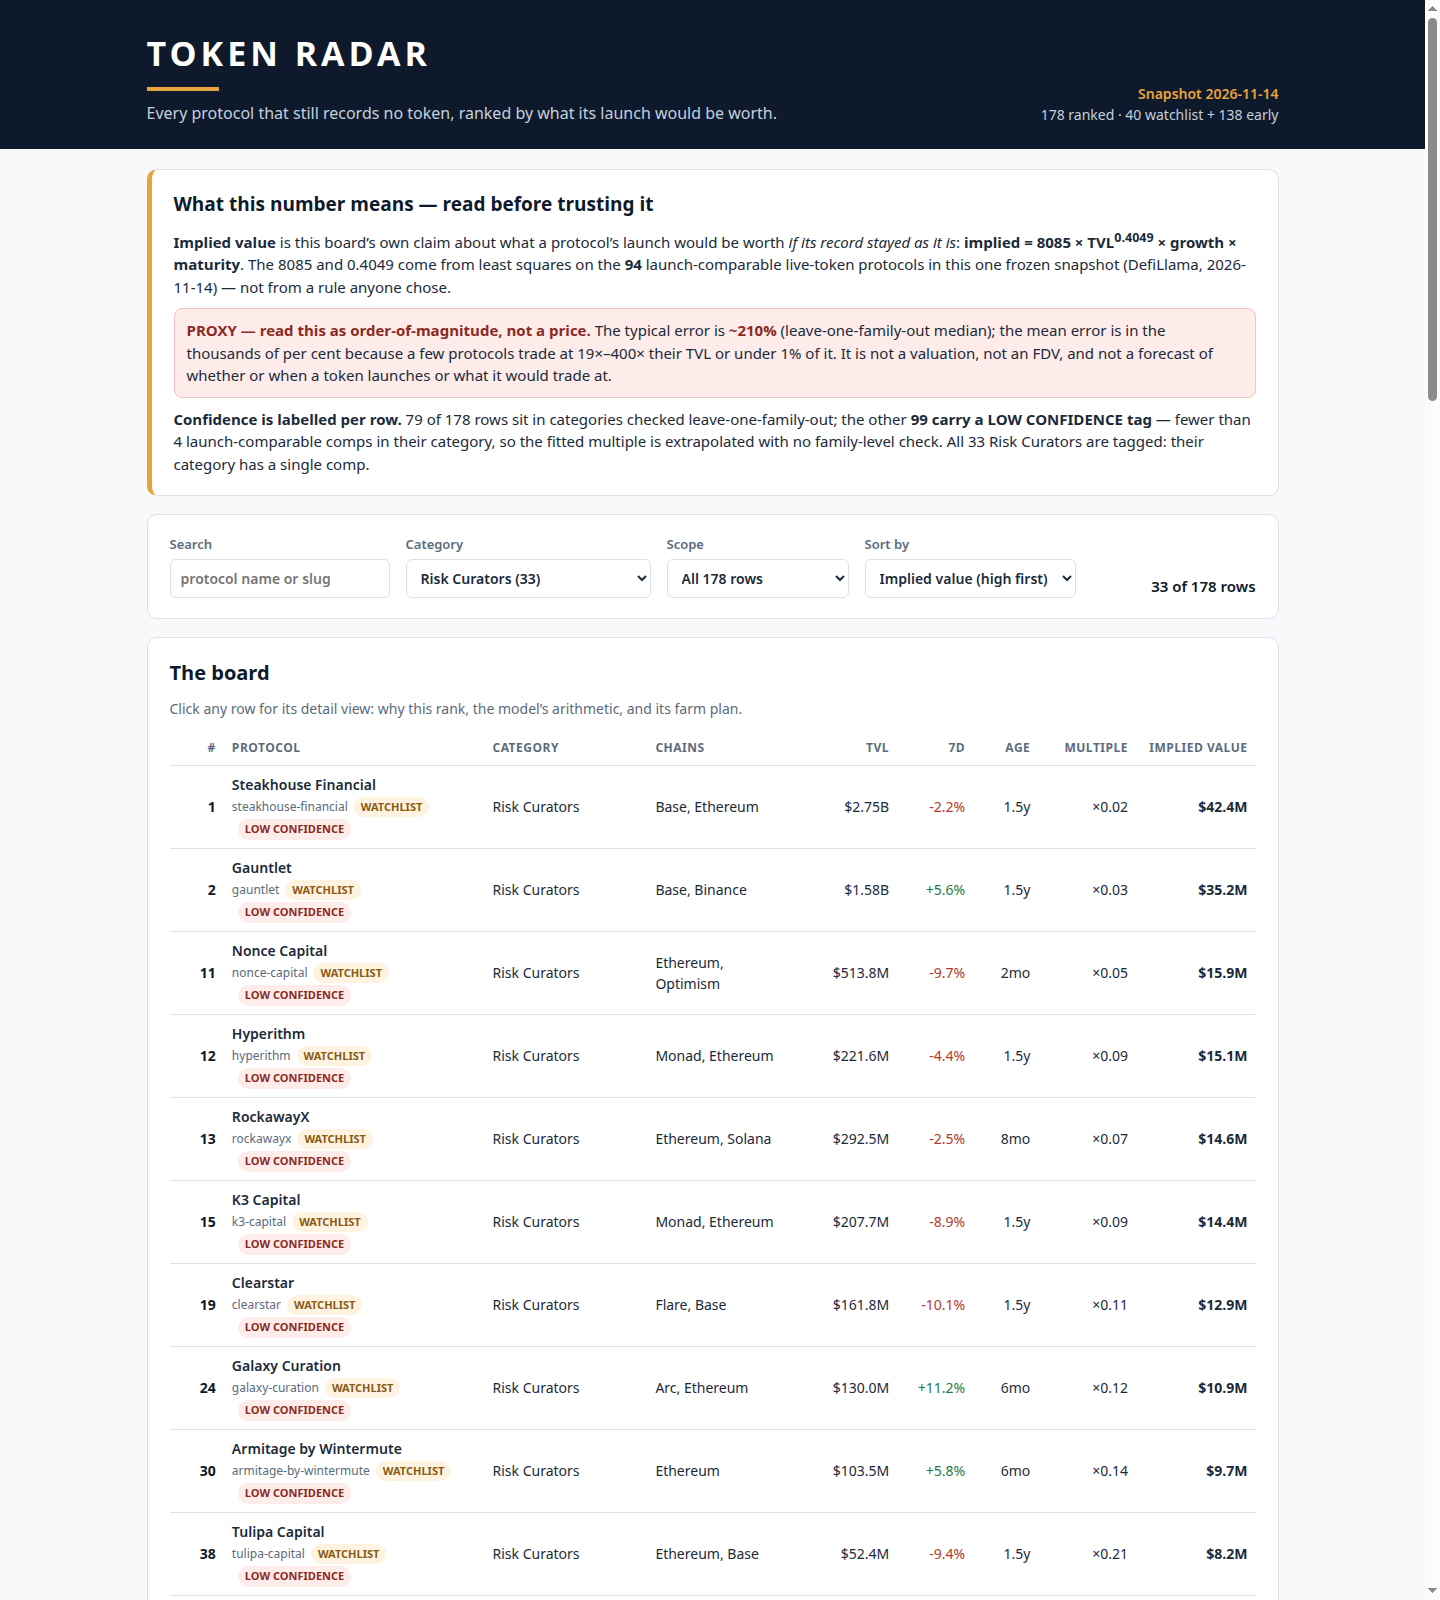 TOKEN RADAR
Every protocol that still records no token, ranked by what its launch would be worth.
Snapshot 2026-11-14
178 ranked · 40 watchlist + 138 early
What this number means — read before trusting it
Implied value is this board's own claim about what a protocol's launch would be worth if its record stayed as it is: implied = 8085 × TVL^0.4049 × growth ×
maturity. The 8085 and 0.4049 come from least squares on the 94 launch-comparable live-token protocols in this one frozen snapshot (DefiLlama, 2026-
11-14) — not from a rule anyone chose.
PROXY — read this as order-of-magnitude, not a price. The typical error is ~210% (leave-one-family-out median); the mean error is in the
thousands of per cent because a few protocols trade at 19×–400× their TVL or under 1% of it. It is not a valuation, not an FDV, and not a forecast of
whether or when a token launches or what it would trade at.
Confidence is labelled per row. 79 of 178 rows sit in categories checked leave-one-family-out; the other 99 carry a LOW CONFIDENCE tag — fewer than
4 launch-comparable comps in their category, so the fitted multiple is extrapolated with no family-level check. All 33 Risk Curators are tagged: their
category has a single comp.
Search Category Scope Sort by
protocol name or slug Risk Curators (33) All 178 rows Implied value (high first) 33 of 178 rows
The board
Click any row for its detail view: why this rank, the model's arithmetic, and its farm plan.
# PROTOCOL CATEGORY CHAINS TVL 7D AGE MULTIPLE IMPLIED VALUE
Steakhouse Financial
1 steakhouse-financial WATCHLIST Risk Curators Base, Ethereum $2.75B -2.2% 1.5y ×0.02 $42.4M
LOW CONFIDENCE
Gauntlet
2 gauntlet WATCHLIST Risk Curators Base, Binance $1.58B +5.6% 1.5y ×0.03 $35.2M
LOW CONFIDENCE
Nonce Capital
11 nonce-capital WATCHLIST Risk Curators Ethereum, Optimism $513.8M -9.7% 2mo ×0.05 $15.9M
LOW CONFIDENCE
Hyperithm
12 hyperithm WATCHLIST Risk Curators Monad, Ethereum $221.6M -4.4% 1.5y ×0.09 $15.1M
LOW CONFIDENCE
RockawayX
13 rockawayx WATCHLIST Risk Curators Ethereum, Solana $292.5M -2.5% 8mo ×0.07 $14.6M
LOW CONFIDENCE
K3 Capital
15 k3-capital WATCHLIST Risk Curators Monad, Ethereum $207.7M -8.9% 1.5y ×0.09 $14.4M
LOW CONFIDENCE
Clearstar
19 clearstar WATCHLIST Risk Curators Flare, Base $161.8M -10.1% 1.5y ×0.11 $12.9M
LOW CONFIDENCE
Galaxy Curation
24 galaxy-curation WATCHLIST Risk Curators Arc, Ethereum $130.0M +11.2% 6mo ×0.12 $10.9M
LOW CONFIDENCE
Armitage by Wintermute
30 armitage-by-wintermute WATCHLIST Risk Curators Ethereum $103.5M +5.8% 6mo ×0.14 $9.7M
LOW CONFIDENCE
Tulipa Capital
38 tulipa-capital WATCHLIST Risk Curators Ethereum, Base $52.4M -9.4% 1.5y ×0.21 $8.2M
LOW CONFIDENCE